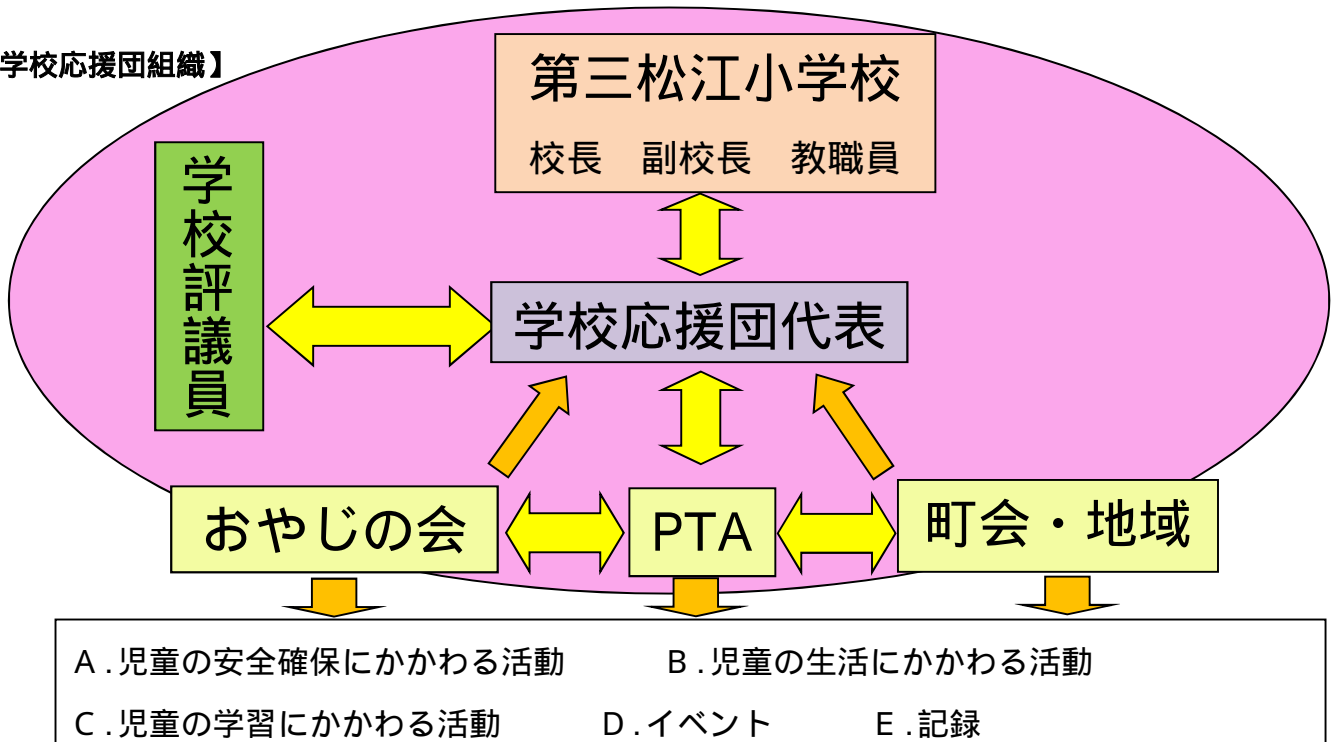 学校応援団組織】
第三松江小学校
校長　副校長　教職員
学校評議員
学校応援団代表
おやじの会
PTA
町会・地域
A .児童の安全確保にかかわる活動　　　B .児童の生活にかかわる活動
C .児童の学習にかかわる活動　　　D .イベント　　　E .記録